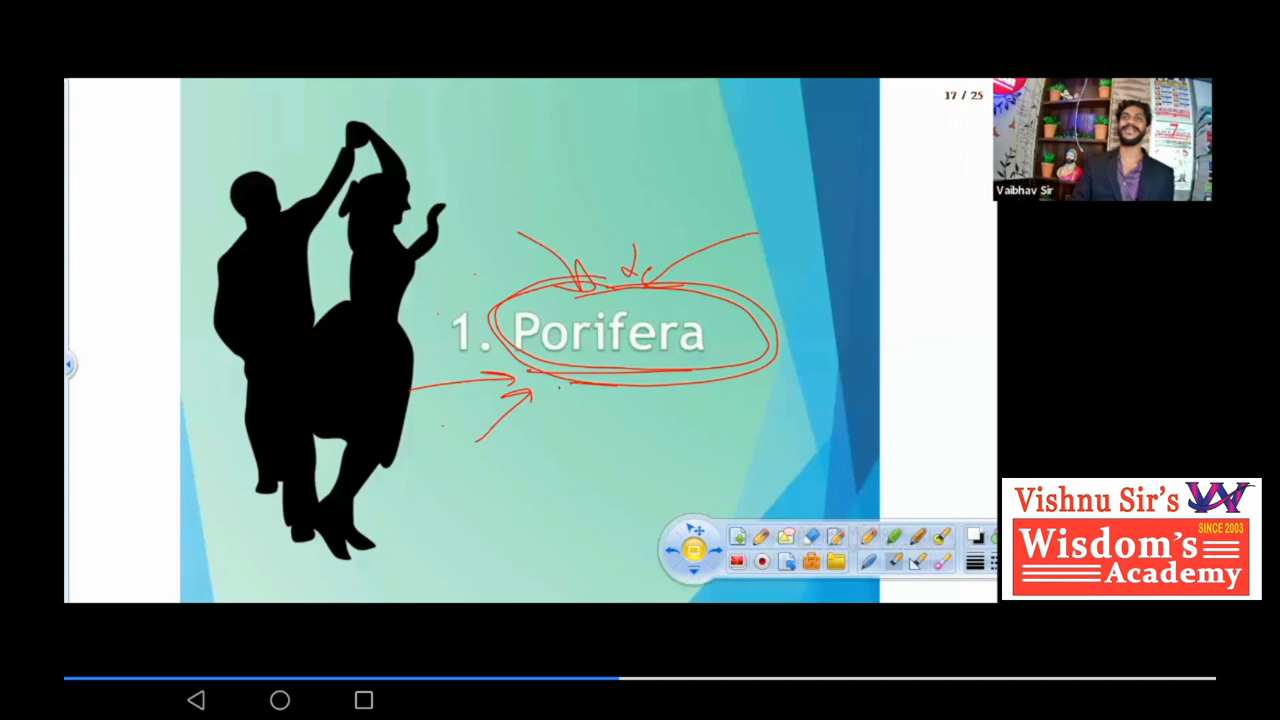 17 / 25
Vaibhav Sir
1. Porifera
Vishnu Sir's W
SINCE 2003
Wisdom's
Academy